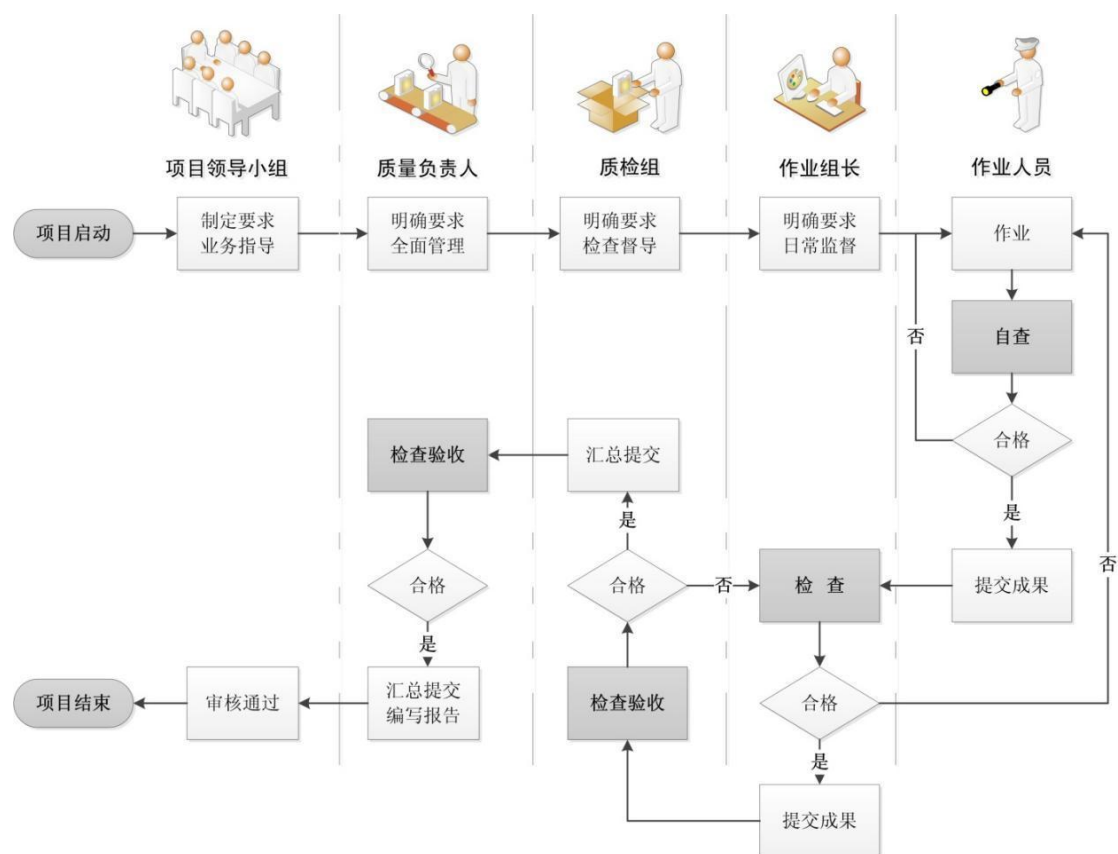 项目领导小组
质量负责人
质检组
作业组长
作业人员
项目启动
制定要求
业务指导
明确要求
全面管理
明确要求
检查督导
明确要求
日常监督
作业
否
自查
合格
是
提交成果
否
检 查
合格
是
提交成果
检查验收
合格
否
是
汇总提交
检查验收
合格
是
汇总提交
编写报告
审核通过
项目结束